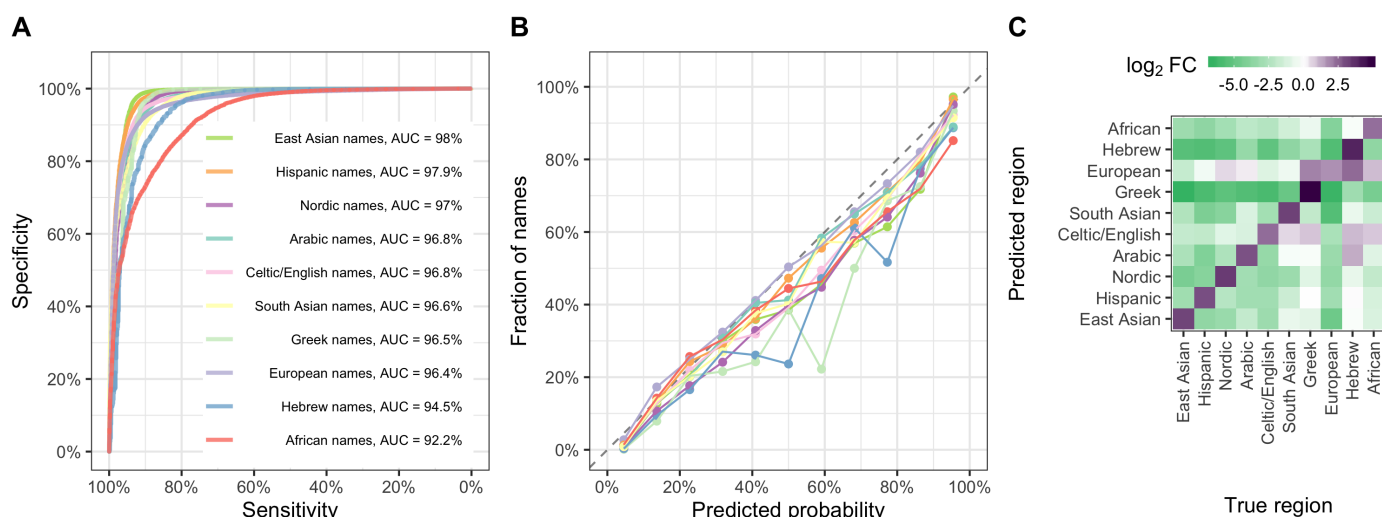 A
Specificity
100%
80%
60%
40%
20%
0%
East Asian names, AUC = 98%
Hispanic names, AUC = 97.9%
Nordic names, AUC = 97%
Arabic names, AUC = 96.8%
Celtic/English names, AUC = 96.8%
South Asian names, AUC = 96.6%
Greek names, AUC = 96.5%
European names, AUC = 96.4%
Hebrew names, AUC = 94.5%
African names, AUC = 92.2%
100% 80% 60% 40% 20% 0%
Sensitivity
B
Fraction of names
100%
80%
60%
40%
20%
0%
0% 20% 40% 60% 80% 100%
Predicted probability
C
log2 FC
-5.0 -2.5 0.0 2.5
Predicted region
African
Hebrew
European
Greek
South Asian
Celtic/English
Arabic
Nordic
Hispanic
East Asian
East Asian
Hispanic
Nordic
Arabic
Celtic/English
South Asian
Greek
European
Hebrew
African
True region